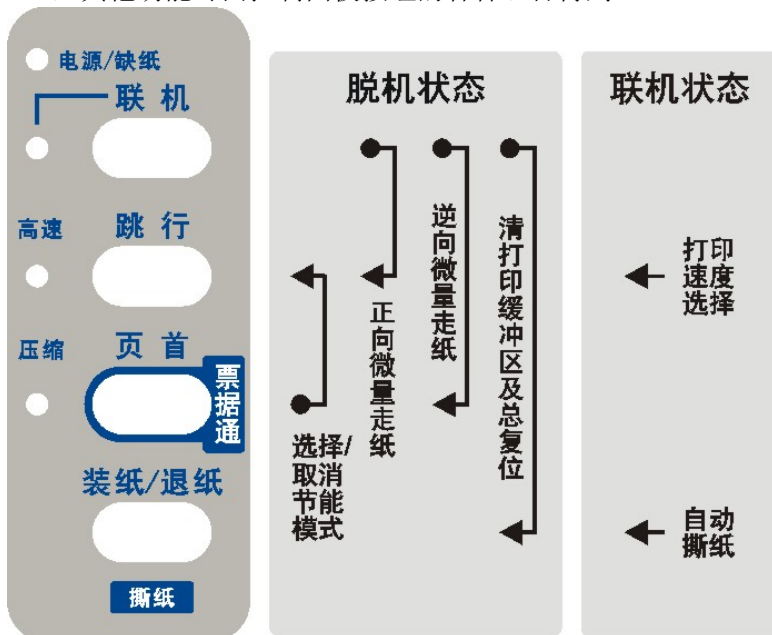 电源/缺纸
联 机
高速
跳 行
压缩
页 首
票据通
装纸/退纸
撕纸
脱机状态
选择/
取消
节能
模式
正向微量走纸
逆向微量走纸
清打印缓冲区及总复位
联机状态
打印
速度
选择
自动
撕纸